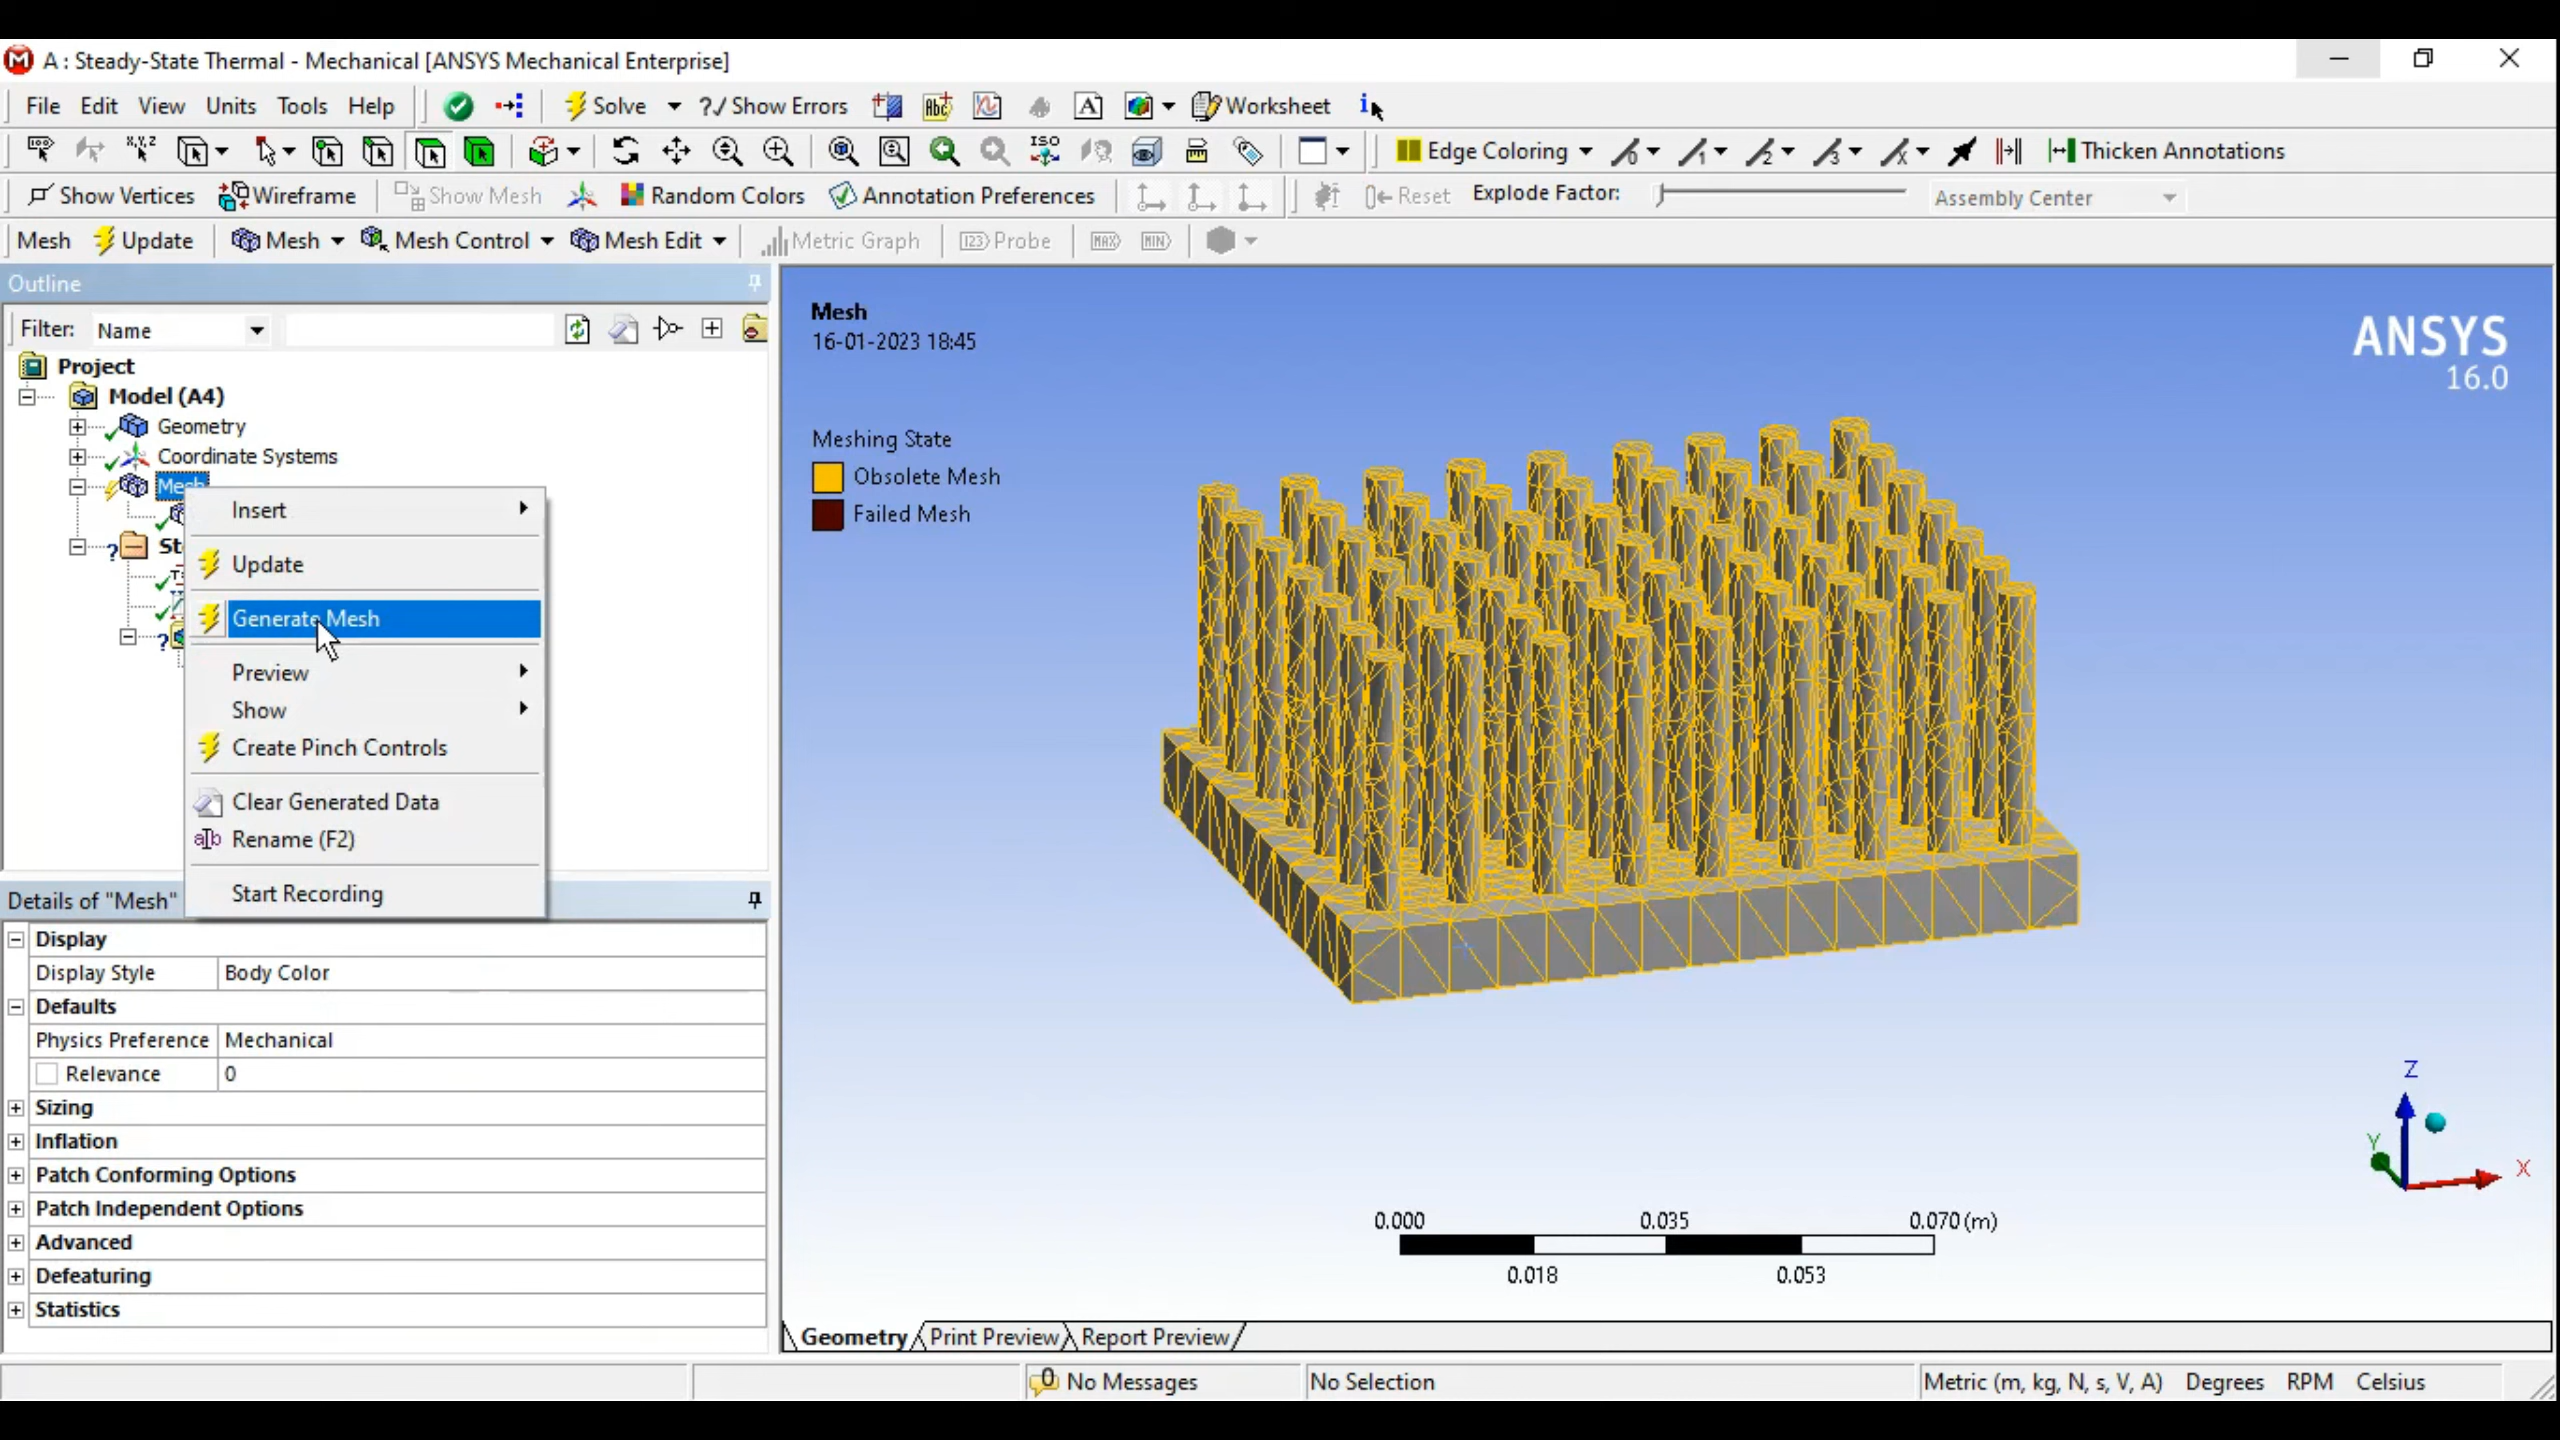 A : Steady-State Thermal - Mechanical [ANSYS Mechanical Enterprise]
File Edit View Units Tools Help Solve ?/ Show Errors Worksheet
Edge Coloring Thicken Annotations
Show Vertices Wireframe Show Mesh Random Colors Annotation Preferences Reset Explode Factor: Assembly Center
Mesh Update Mesh Mesh Control Mesh Edit Metric Graph Probe MAX MIN
Outline
Filter: Name
Project
Model (A4)
Geometry
Coordinate Systems
Mesh
St
Insert
Update
Generate Mesh
Preview
Show
Create Pinch Controls
Clear Generated Data
Rename (F2)
Start Recording
Details of "Mesh"
Display
Display Style Body Color
Defaults
Physics Preference Mechanical
Relevance 0
Sizing
Inflation
Patch Conforming Options
Patch Independent Options
Advanced
Defeaturing
Statistics
Mesh
16-01-2023 18:45
Meshing State
Obsolete Mesh
Failed Mesh
ANSYS
16.0
Z
Y
X
0.000 0.035 0.070 (m)
0.018 0.053
Geometry Print Preview Report Preview
0 No Messages No Selection Metric (m, kg, N, s, V, A) Degrees RPM Celsius